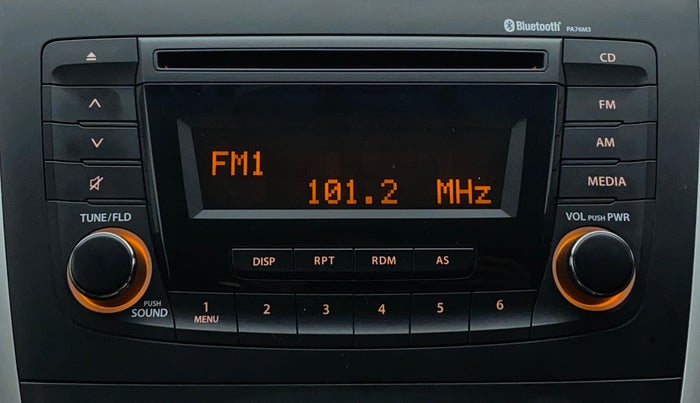 Bluetooth PA76M3
CD
FM
AM
MEDIA
FM1
101.2 MHz
TUNE/FLD
VOL PUSH PWR
DISP RPT RDM AS
PUSH
SOUND
1 2 3 4 5 6
MENU